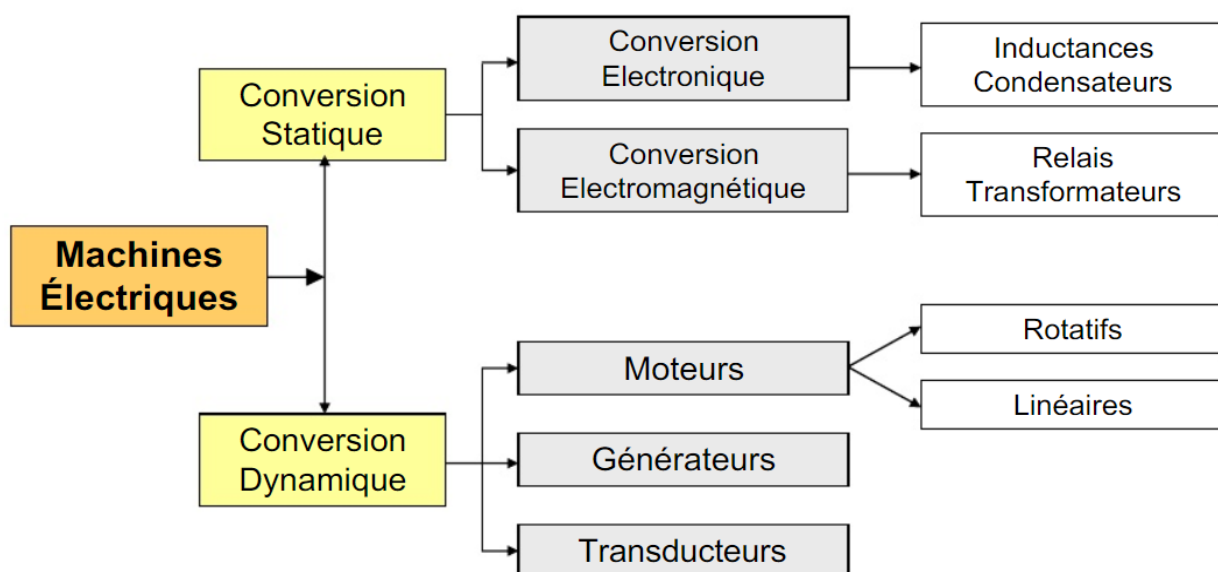 Conversion
Electronique
Inductances
Condensateurs
Conversion
Statique
Conversion
Electromagnétique
Relais
Transformateurs
Machines
Électriques
Rotatifs
Moteurs
Linéaires
Conversion
Dynamique
Générateurs
Transducteurs